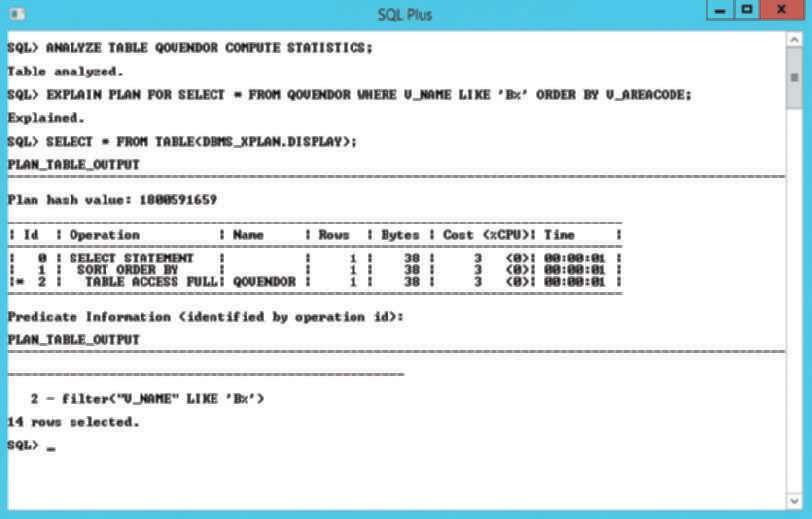 SQL Plus
SQL> ANALYZE TABLE QOVENDOR COMPUTE STATISTICS;
Table analyzed.
SQL> EXPLAIN PLAN FOR SELECT * FROM QOVENDOR WHERE V_NAME LIKE 'B%' ORDER BY V_AREACODE;
Explained.
SQL> SELECT * FROM TABLE(DBMS_XPLAN.DISPLAY);
PLAN_TABLE_OUTPUT
Plan hash value: 1800591659
| Id | Operation | Name | Rows | Bytes | Cost (%CPU)| Time |
| 0 | SELECT STATEMENT | | 1 | 38 | 3 (0)| 00:00:01 |
| 1 | SORT ORDER BY | | 1 | 38 | 3 (0)| 00:00:01 |
|* 2 | TABLE ACCESS FULL| QOVENDOR | 1 | 38 | 3 (0)| 00:00:01 |
Predicate Information (identified by operation id):
PLAN_TABLE_OUTPUT
2 - filter("V_NAME" LIKE 'B%')
14 rows selected.
SQL> _